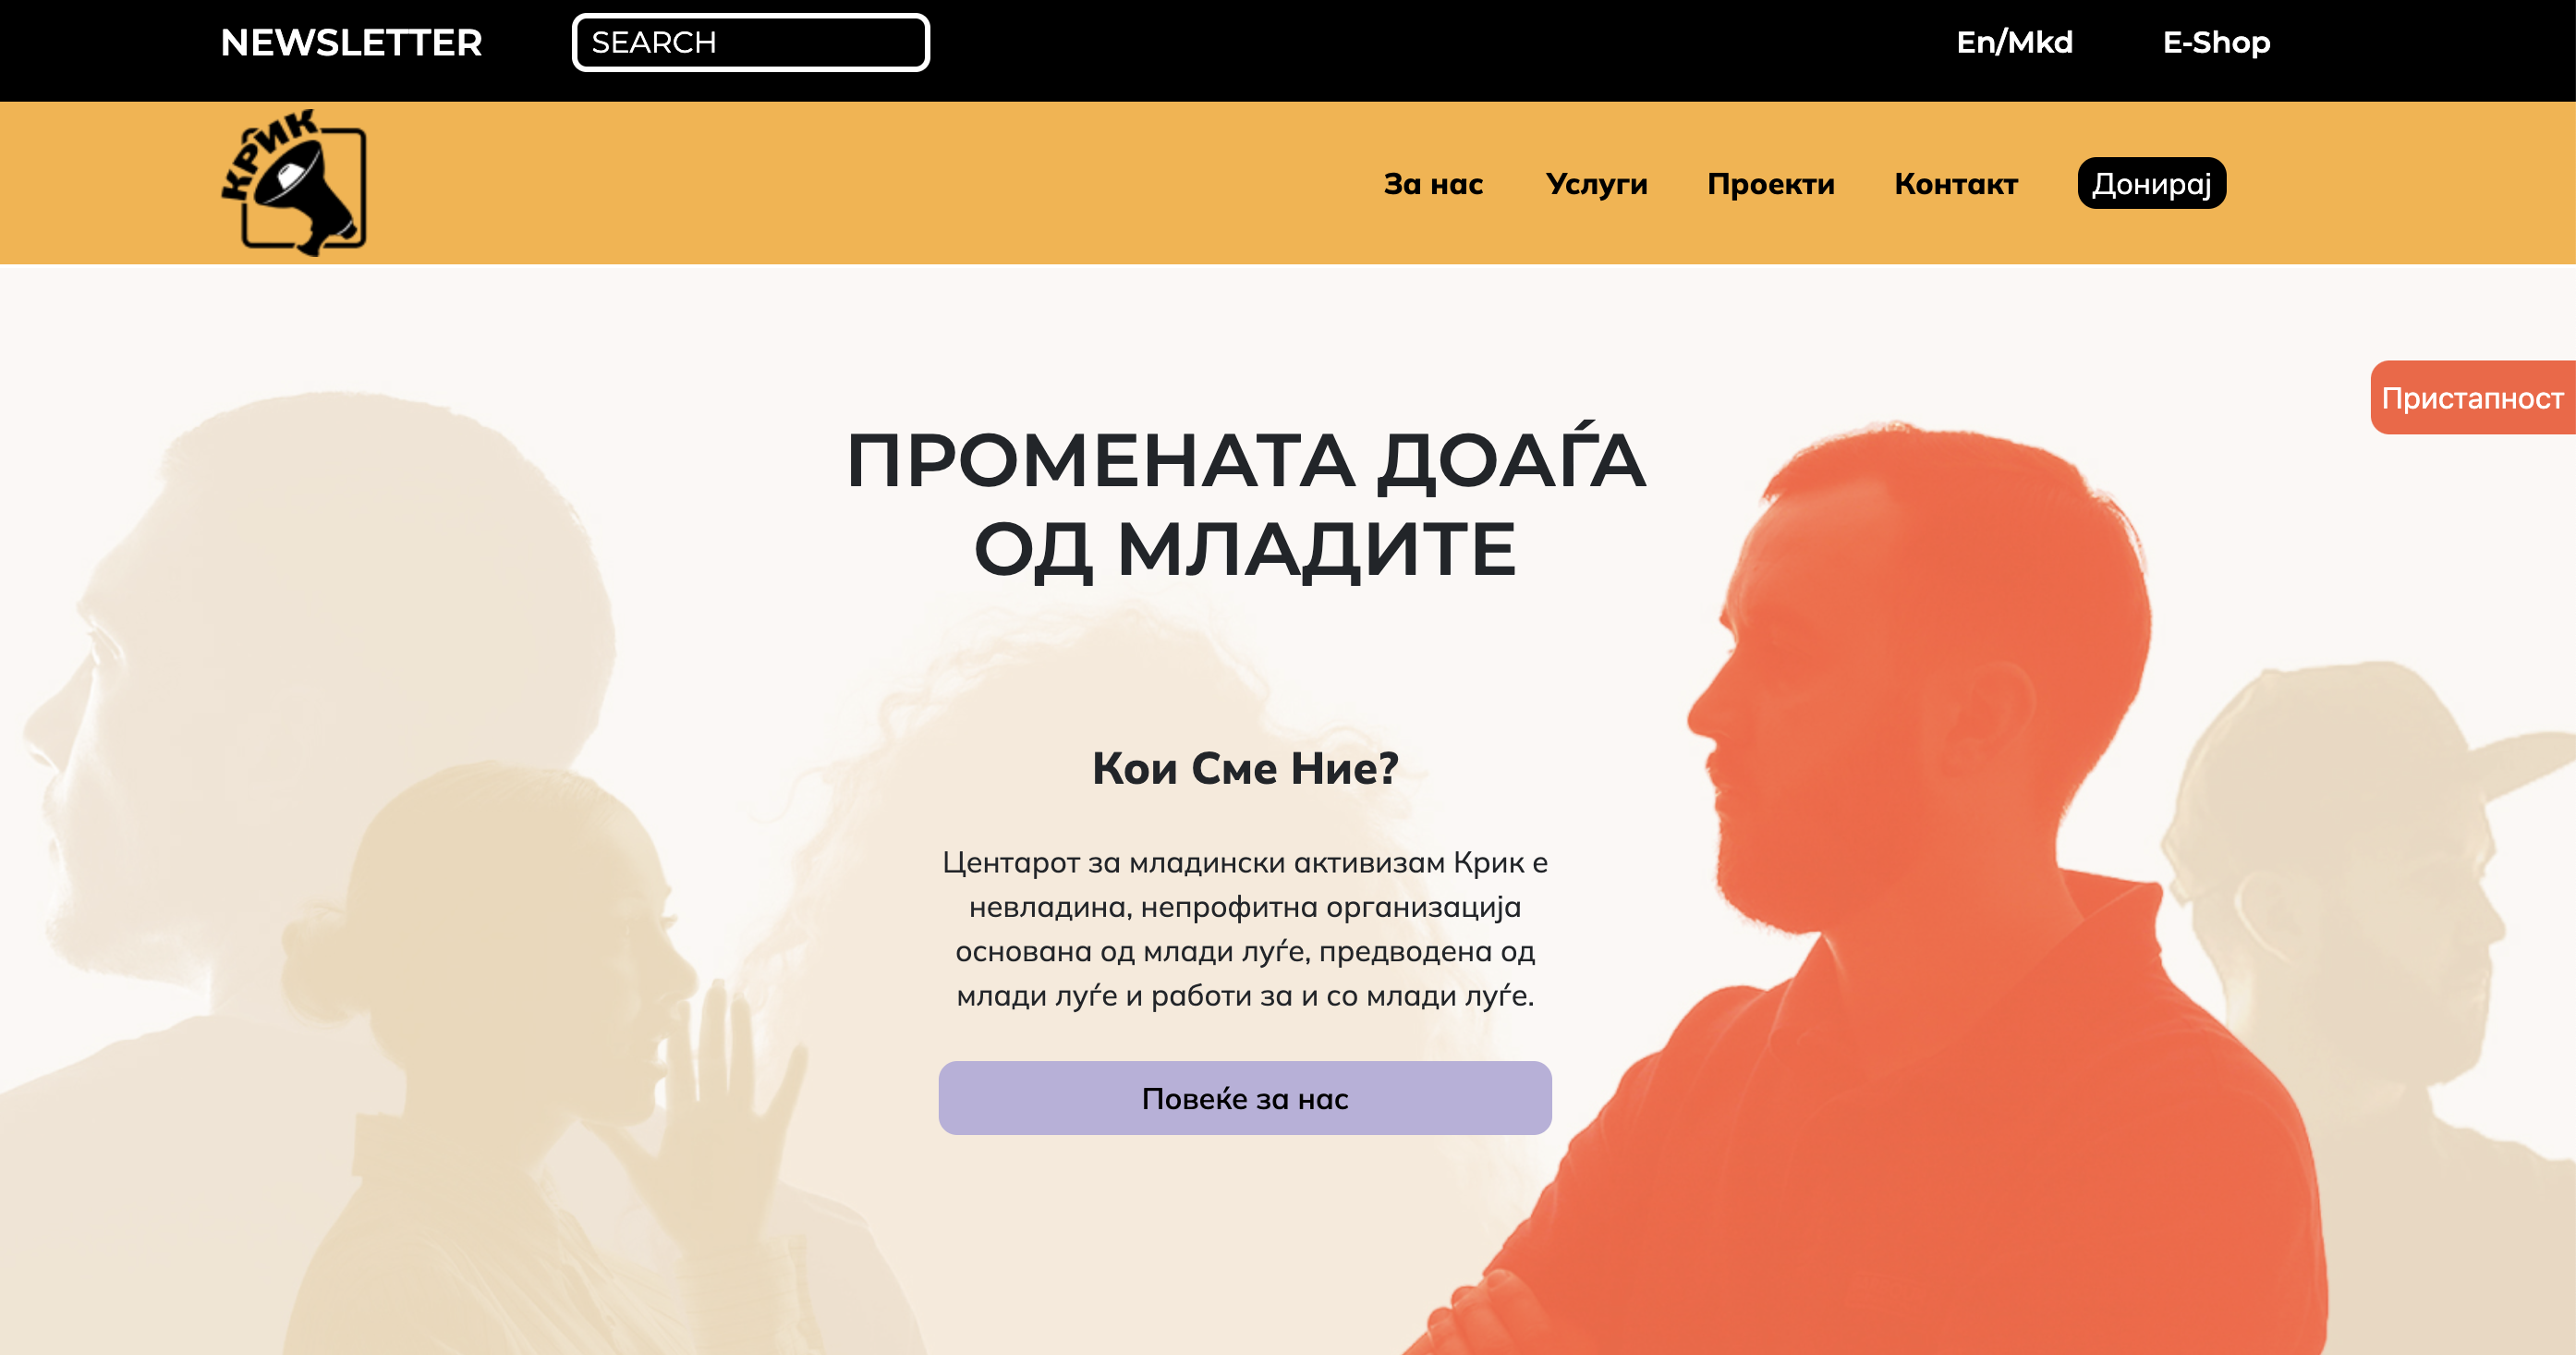 NEWSLETTER
SEARCH
En/Mkd
E-Shop
КРИК
За нас
Услуги
Проекти
Контакт
Донирај
Пристапност
ПРОМЕНАТА ДОАЃА
ОД МЛАДИТЕ
Кои Сме Ние?
Центарот за младински активизам Крик е
невладина, непрофитна организација
основана од млади луѓе, предводена од
млади луѓе и работи за и со млади луѓе.
Повеќе за нас